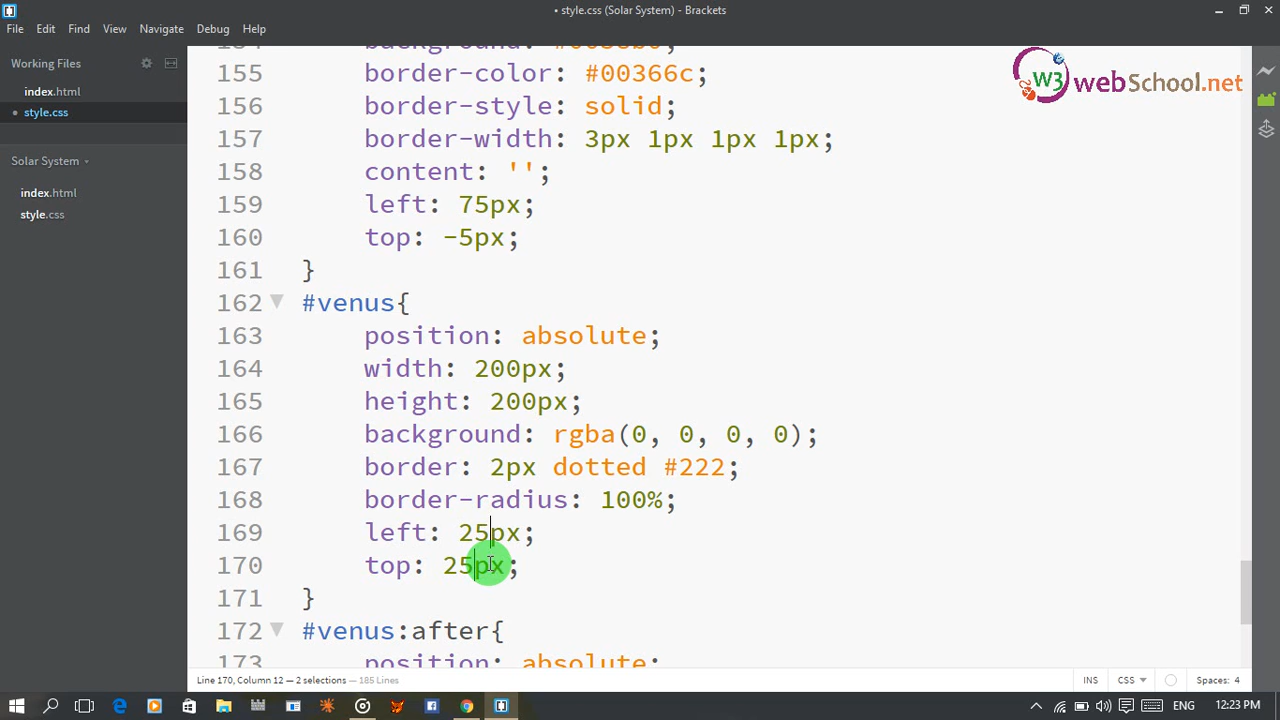 • style.css (Solar System) - Brackets
File Edit Find View Navigate Debug Help
Working Files
index.html
• style.css
Solar System
index.html
style.css
W3 webSchool.net
155 border-color: #00366c;
156 border-style: solid;
157 border-width: 3px 1px 1px 1px;
158 content: '';
159 left: 75px;
160 top: -5px;
161 }
162 #venus{
163 position: absolute;
164 width: 200px;
165 height: 200px;
166 background: rgba(0, 0, 0, 0);
167 border: 2px dotted #222;
168 border-radius: 100%;
169 left: 25px;
170 top: 25px;
171 }
172 #venus:after{
173 position: absolute;
Line 170, Column 12 — 2 selections — 185 Lines
INS CSS Spaces: 4
ENG 12:23 PM